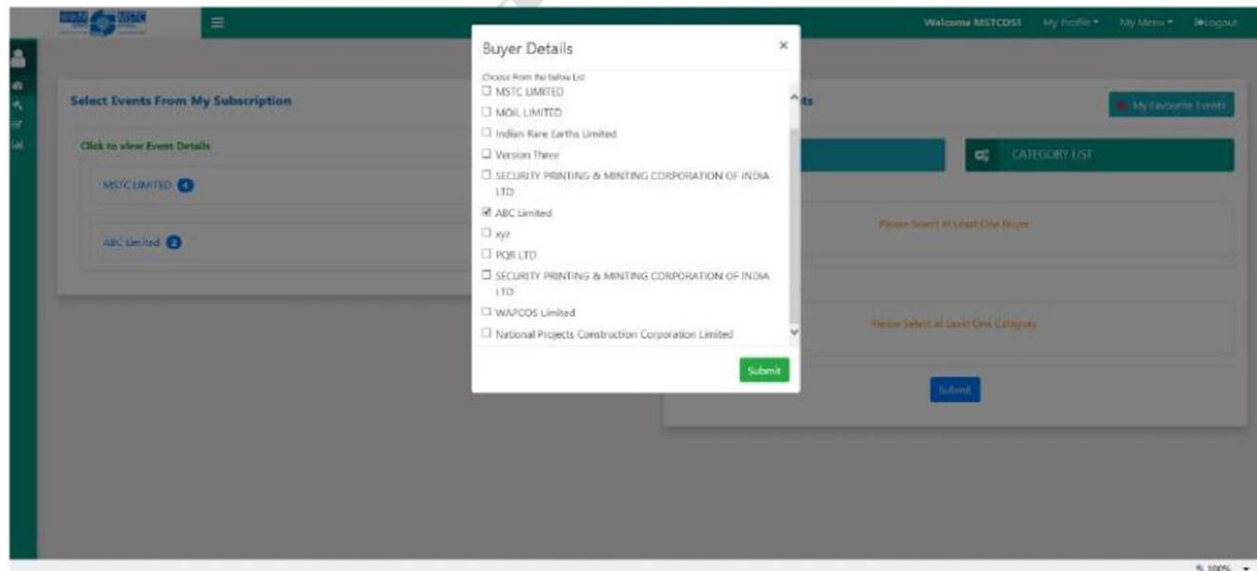 MSTC
Welcome MSTCDS1
My Profile
My Menu
Logout
Select Events From My Subscription
Click to view Event Details
MSTC LIMITED 4
ABC Limited 2
Buyer Details
×
Choose From the below List
MSTC LIMITED
MOIL LIMITED
Indian Rare Earths Limited
Version Three
SECURITY PRINTING & MINTING CORPORATION OF INDIA
LTD
ABC Limited
xyz
PQR LTD
SECURITY PRINTING & MINTING CORPORATION OF INDIA
LTD
WAPCOS Limited
National Projects Construction Corporation Limited
Submit
My Favourite Events
CATEGORY LIST
Please Select at Least One Buyer
Please Select at Least One Category
Submit
100%